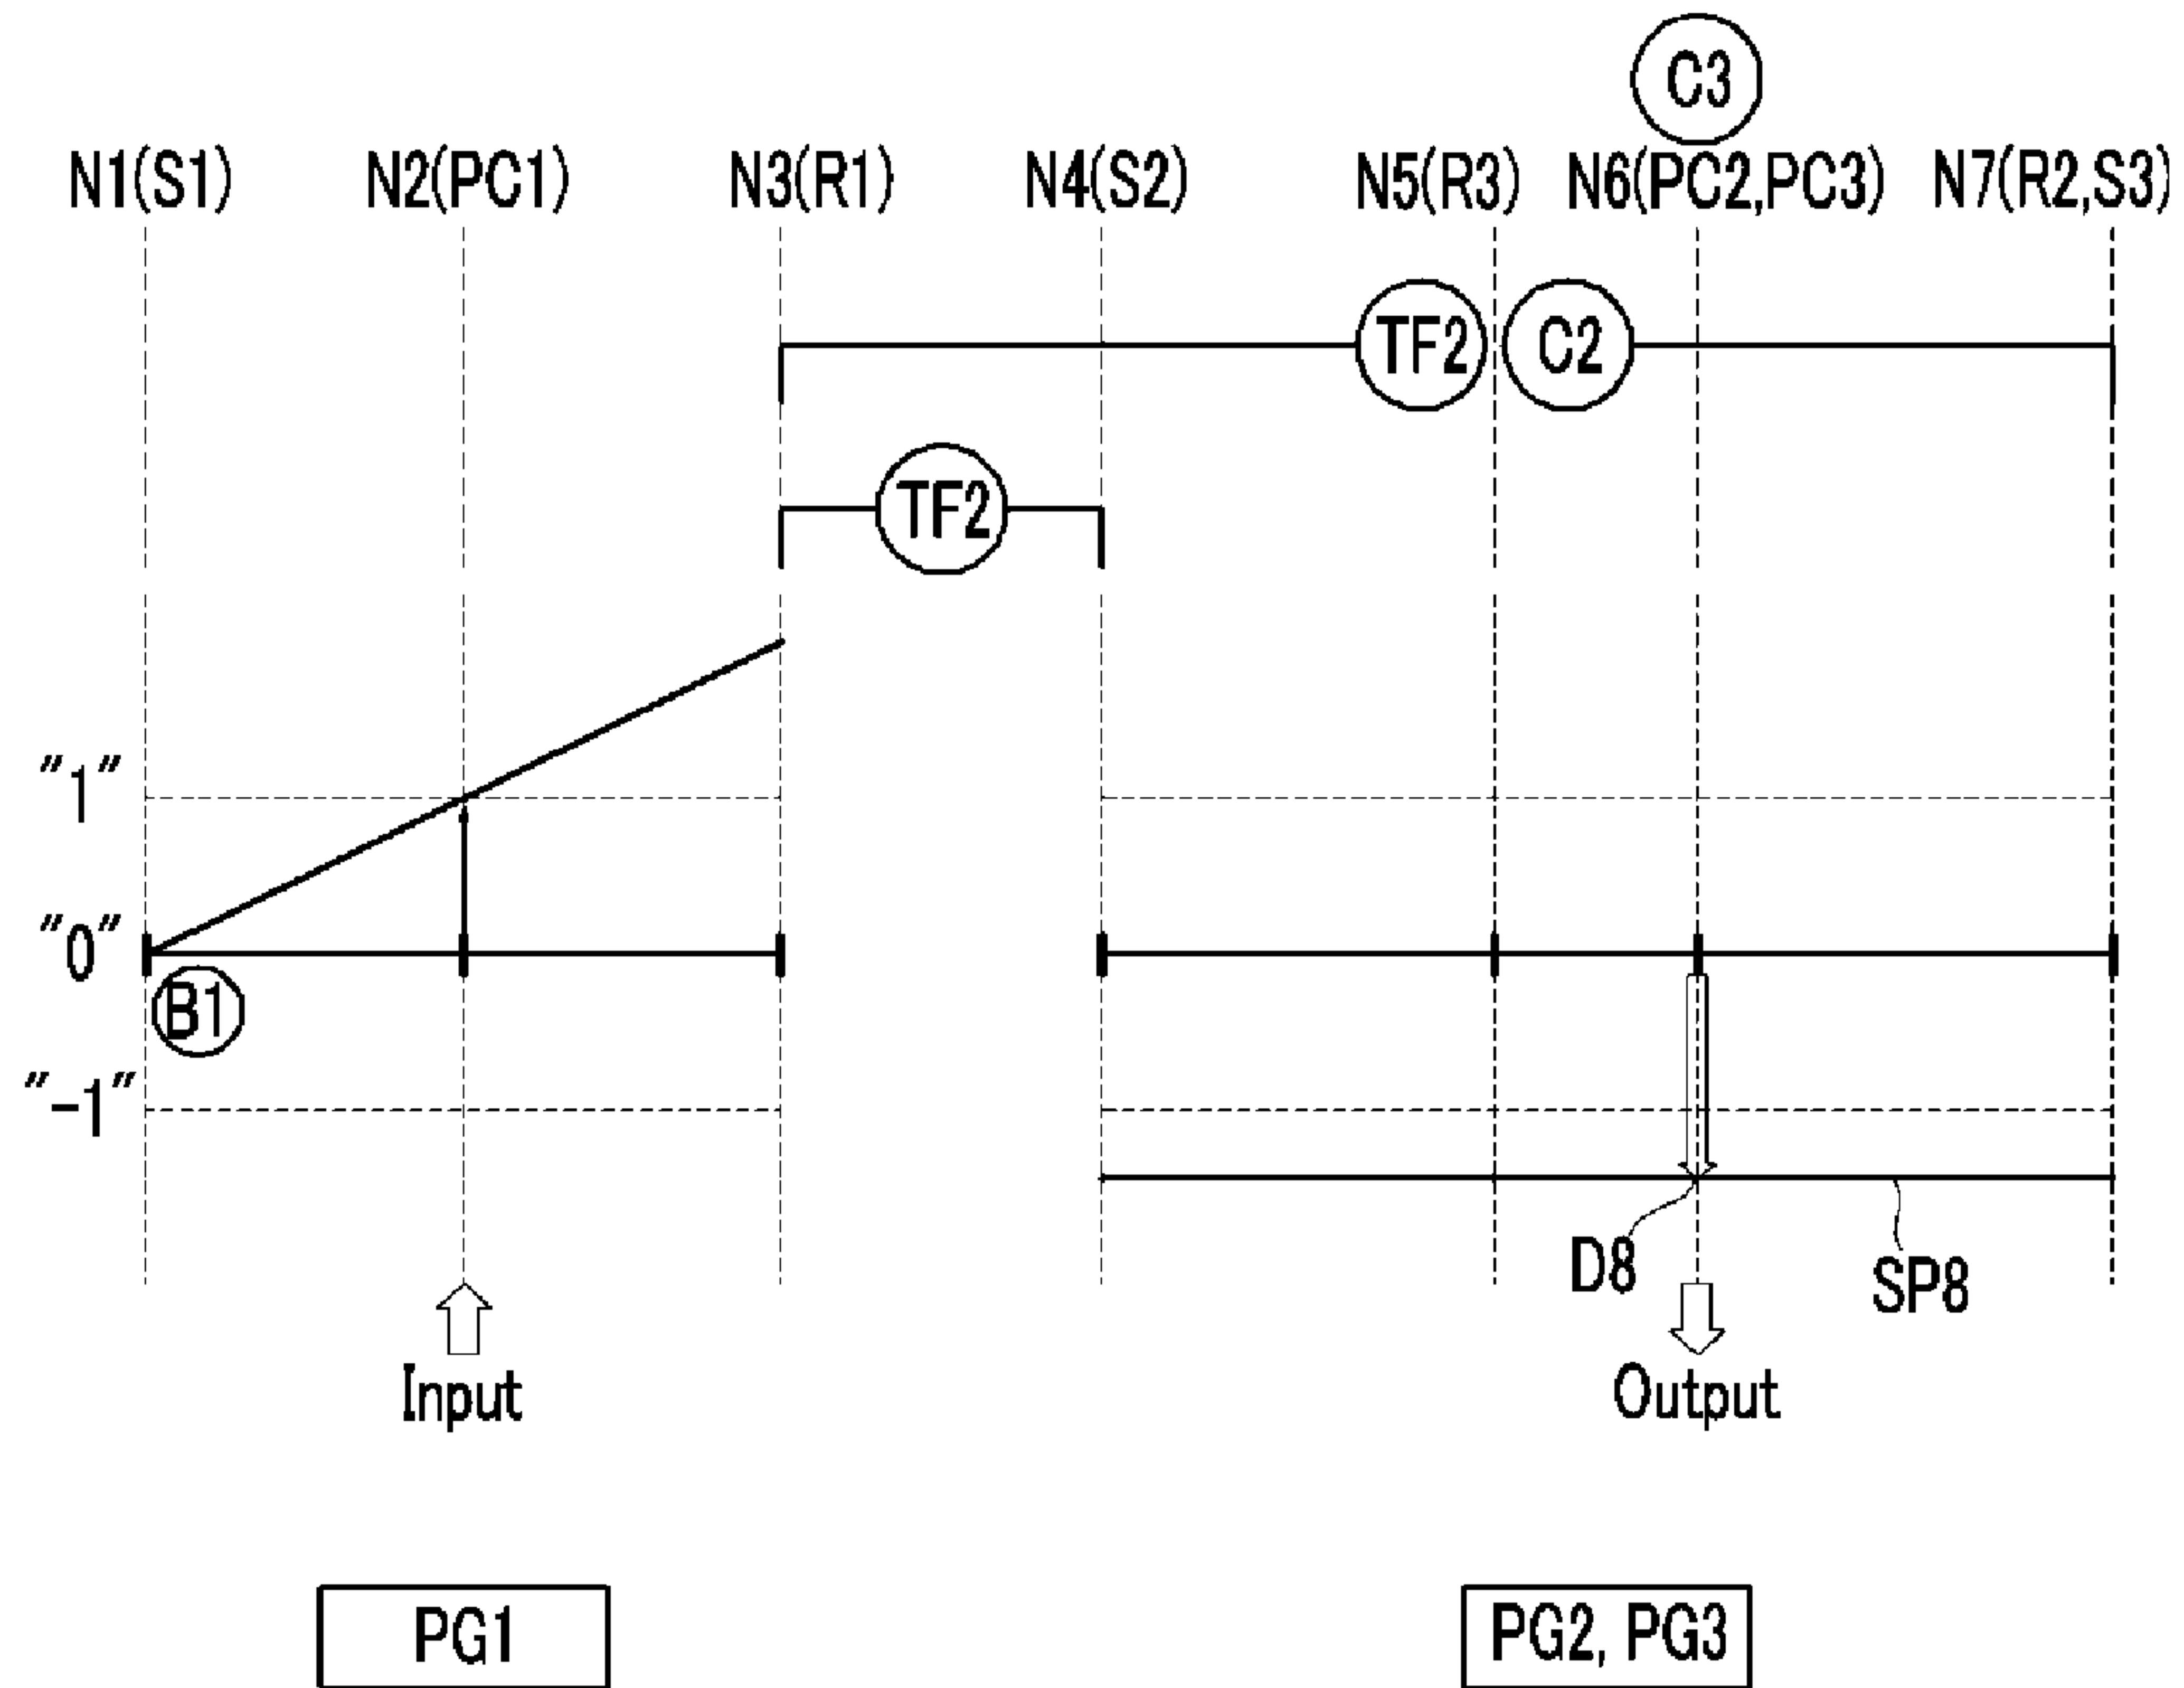 C3
N1(S1) N2(PC1) N3(R1) N4(S2) N5(R3) N6(PC2,PC3) N7(R2,S3)
TF2 C2
TF2
"1"
"0"
B1
"-1"
D8 SP8
Input Output
PG1 PG2, PG3